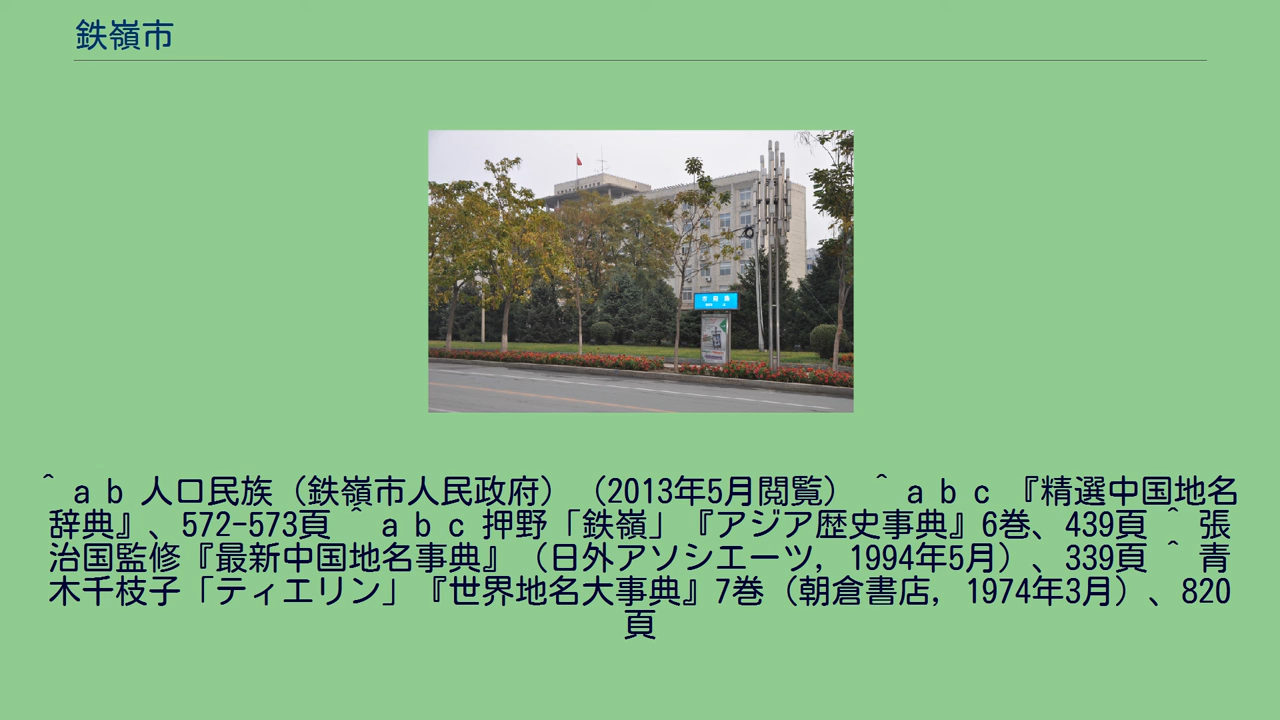 鉄嶺市
^ a b 人口民族（鉄嶺市人民政府）（2013年5月閲覧） ^ a b c 『精選中国地名
辞典』、572-573頁 ^ a b c 押野「鉄嶺」『アジア歴史事典』6巻、439頁 ^ 張
治国監修『最新中国地名事典』（日外アソシエーツ，1994年5月）、339頁 ^ 青
木千枝子「ティエリン」『世界地名大事典』7巻（朝倉書店，1974年3月）、820
頁